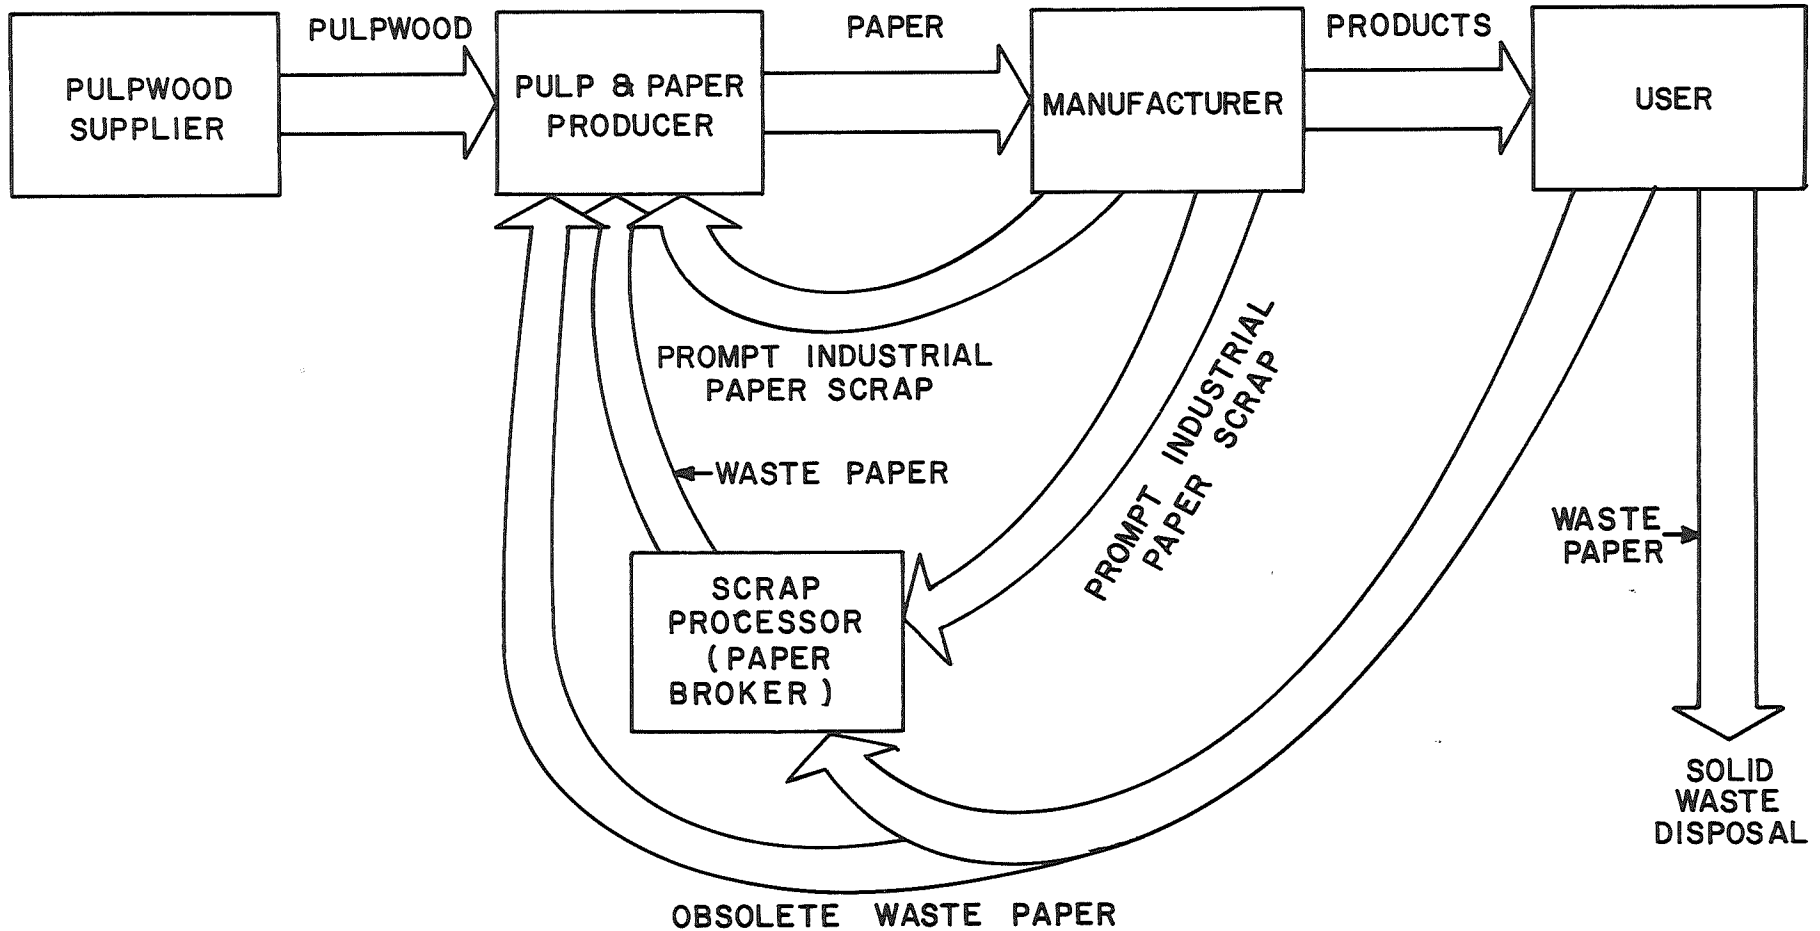 PULPWOOD
SUPPLIER
PULPWOOD
PULP & PAPER
PRODUCER
PAPER
MANUFACTURER
PRODUCTS
USER
PROMPT INDUSTRIAL
PAPER SCRAP
PROMPT INDUSTRIAL
PAPER SCRAP
WASTE PAPER
WASTE
PAPER
SCRAP
PROCESSOR
(PAPER
BROKER)
SOLID
WASTE
DISPOSAL
OBSOLETE WASTE PAPER